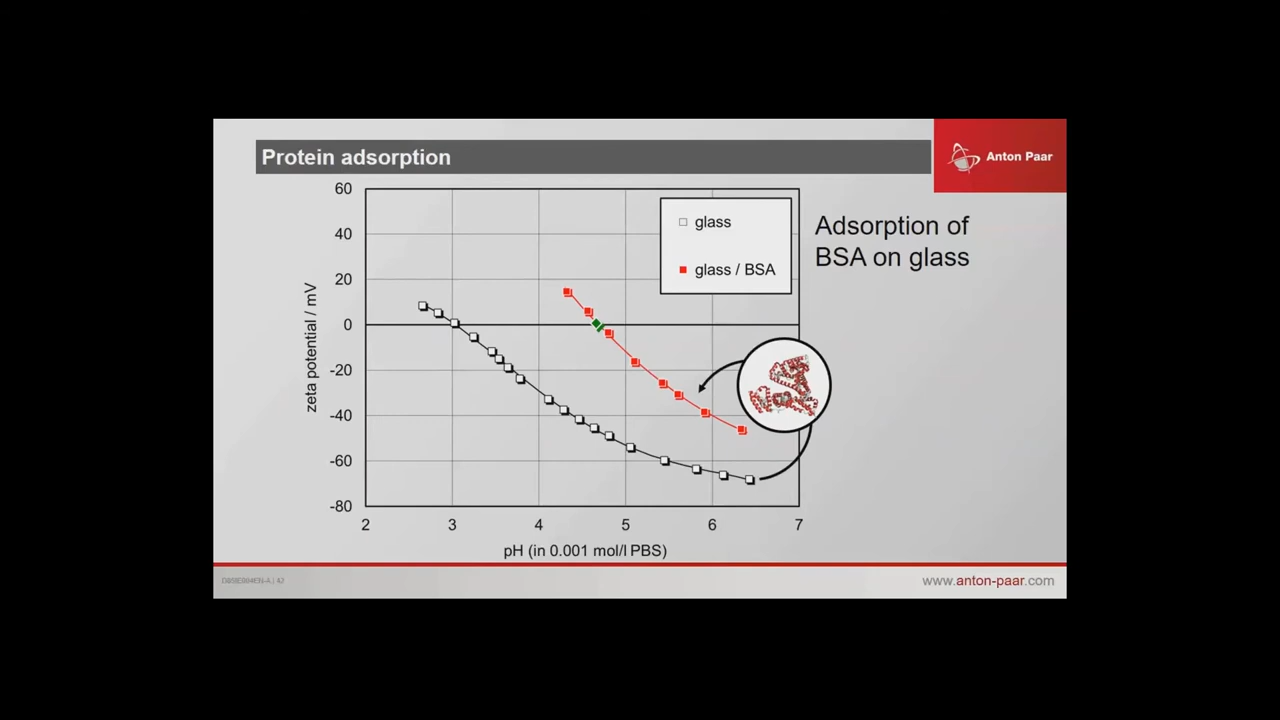 Protein adsorption
Anton Paar
Adsorption of
BSA on glass
glass
glass / BSA
zeta potential / mV
60
40
20
0
-20
-40
-60
-80
2 3 4 5 6 7
pH (in 0.001 mol/l PBS)
www.anton-paar.com